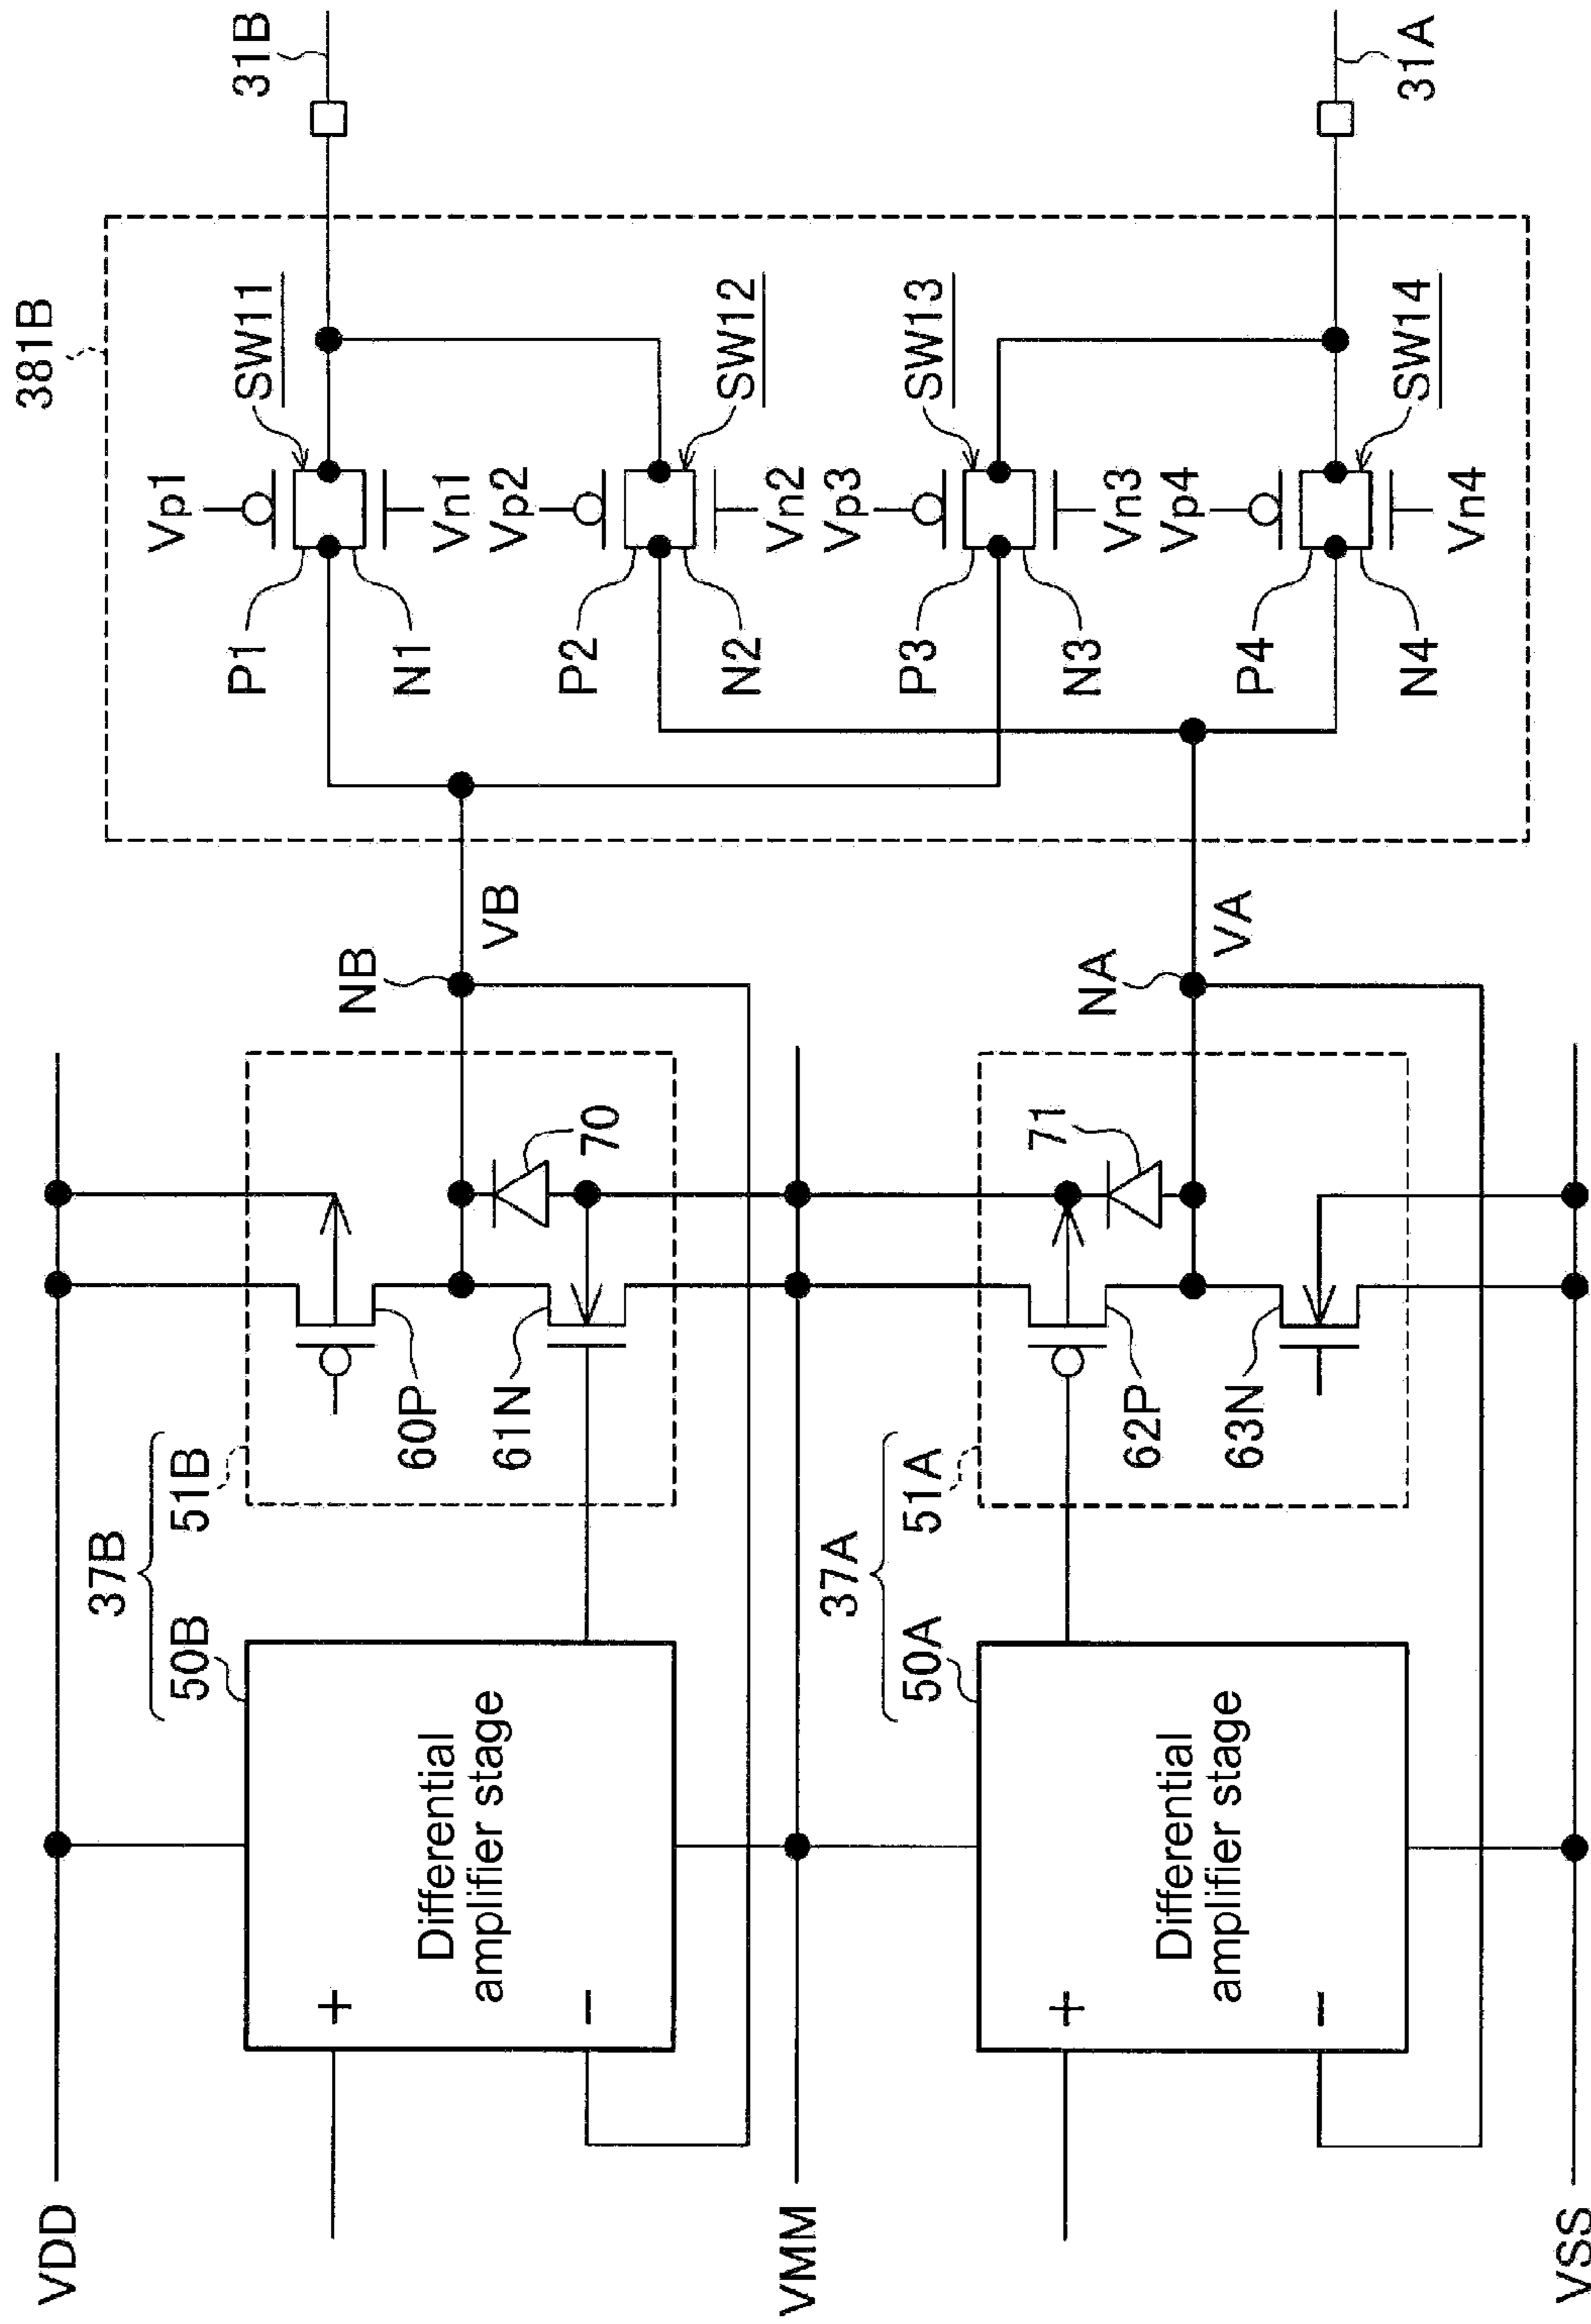 381B
31B
SW11
Vp1
P1
N1
Vn1
SW12
Vp2
P2
N2
Vn2
SW13
Vp3
P3
N3
Vn3
SW14
Vp4
P4
N4
Vn4
31A
NB
VB
NA
VA
VDD
37B
50B
51B
60P
61N
70
Differential
amplifier stage
+
−
VMM
37A
50A
51A
62P
63N
71
Differential
amplifier stage
+
−
VSS